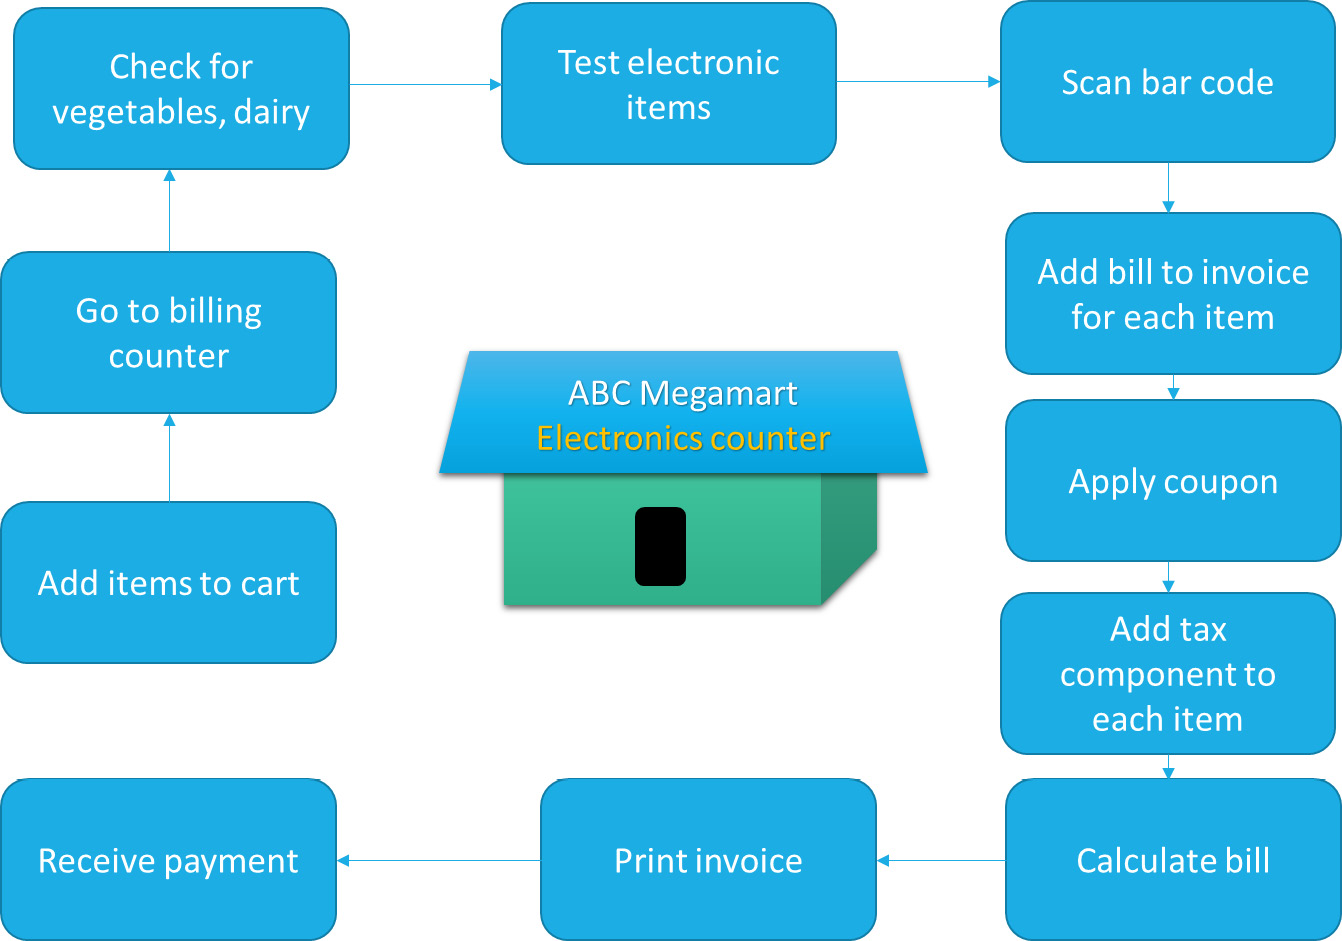 Check for
vegetables, dairy
Test electronic
items
Scan bar code
Go to billing
counter
Add bill to invoice
for each item
ABC Megamart
Electronics counter
Apply coupon
Add items to cart
Add tax
component to
each item
Receive payment
Print invoice
Calculate bill